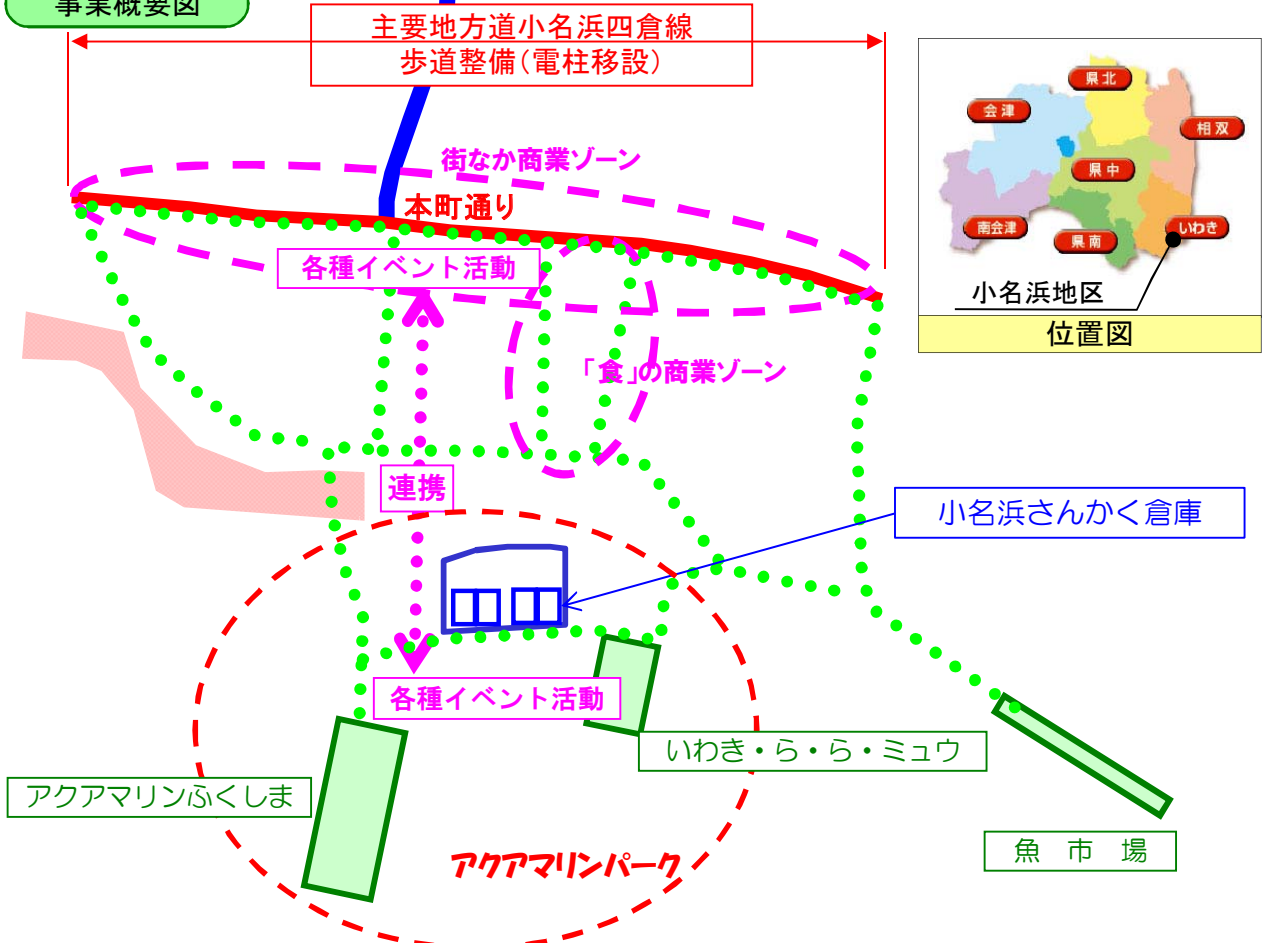 事業概要図
主要地方道小名浜四倉線
歩道整備(電柱移設)
県北
会津
相双
県中
南会津
県南
いわき
小名浜地区
位置図
街なか商業ゾーン
本町通り
各種イベント活動
「食」の商業ゾーン
連携
小名浜さんかく倉庫
各種イベント活動
いわき・ら・ら・ミュウ
アクアマリンふくしま
アクアマリンパーク
魚 市 場